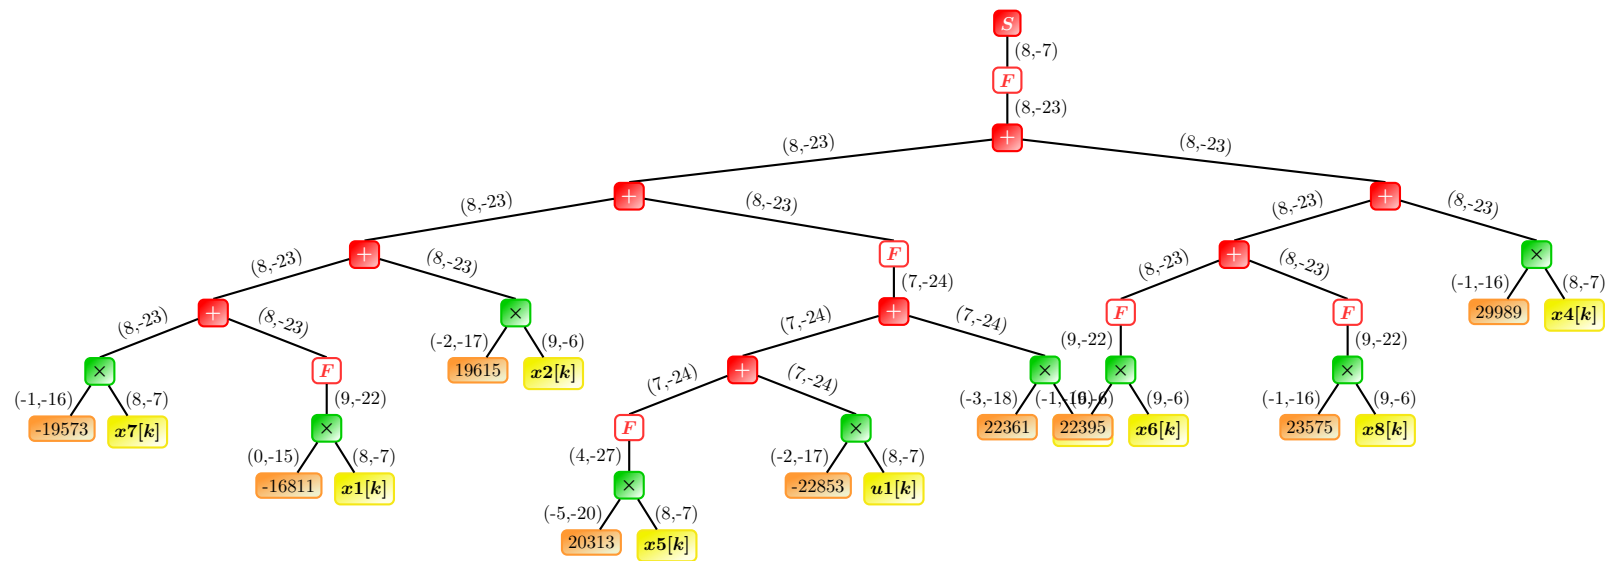 S
(8,-7)
F
(8,-23)
+
(8,-23) (8,-23)
+ +
(8,-23) (8,-23) (8,-23) (8,-23)
+ F + ×
(8,-23) (8,-23) (7,-24) (8,-23) (8,-23) (-1,-16) (8,-7)
+ × + F F 29989 x4[k]
(8,-23) (8,-23) (-2,-17) (9,-6) (7,-24) (7,-24) (9,-22) (9,-22)
× F 19615 x2[k] + × × ×
(-1,-16) (8,-7) (9,-22) (7,-24) (7,-24) (-3,-18) (9,-6) (-1,-16) (9,-6) (-1,-16) (9,-6)
-19573 x7[k] × F × 22361 22395 x6[k] 23575 x8[k]
(0,-15) (8,-7) (4,-27) (-2,-17) (8,-7)
-16811 x1[k] × -22853 u1[k]
(-5,-20) (8,-7)
20313 x5[k]